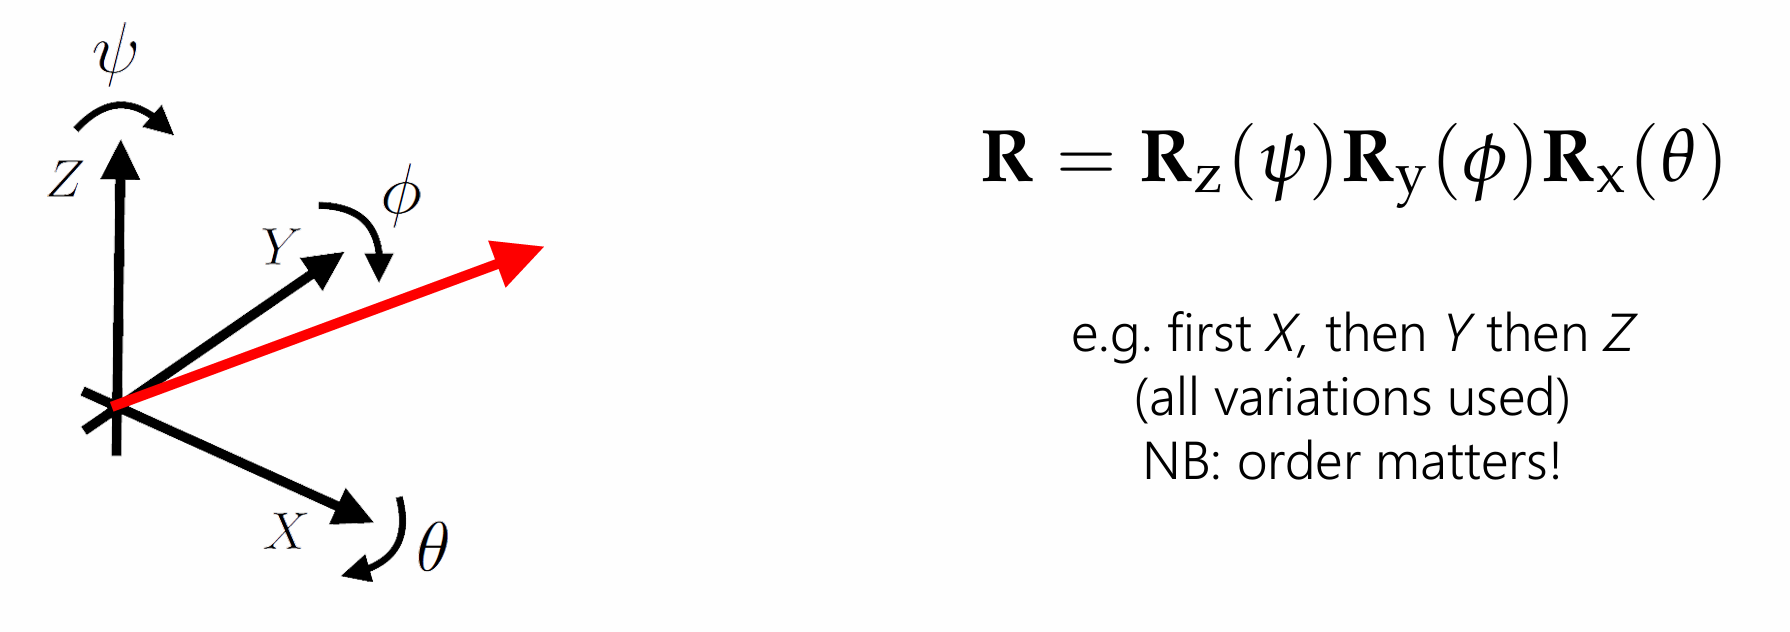 ψ
Z
ϕ
Y
X
θ
R = R_z(ψ)R_y(ϕ)R_x(θ)
e.g. first X, then Y then Z
(all variations used)
NB: order matters!